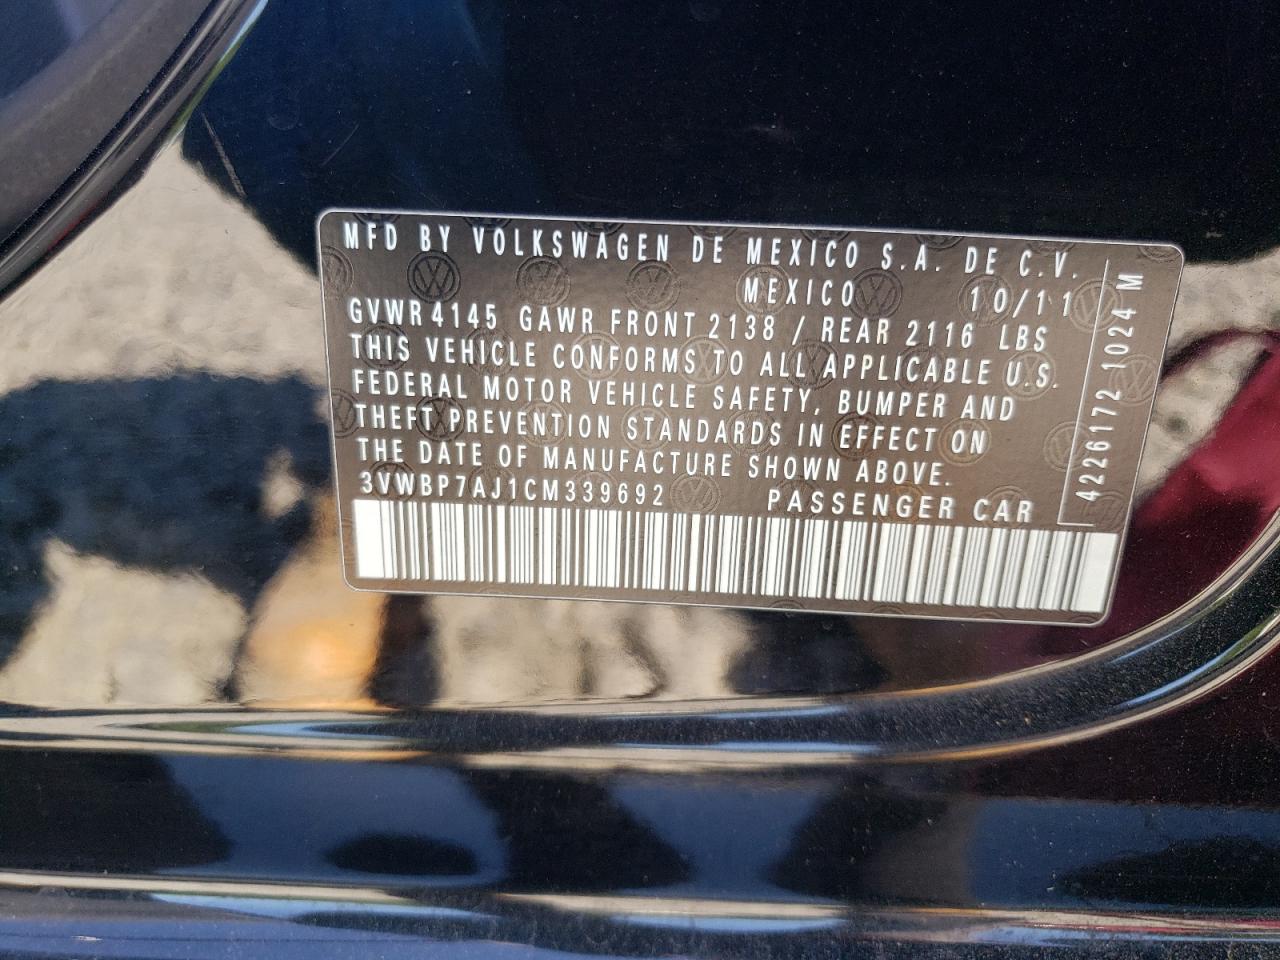 MFD BY VOLKSWAGEN DE MEXICO S.A. DE C.V.
MEXICO 10/11
GVWR 4145 GAWR FRONT 2138 / REAR 2116 LBS
THIS VEHICLE CONFORMS TO ALL APPLICABLE U.S.
FEDERAL MOTOR VEHICLE SAFETY, BUMPER AND
THEFT PREVENTION STANDARDS IN EFFECT ON
THE DATE OF MANUFACTURE SHOWN ABOVE.
3VWBP7AJ1CM339692 PASSENGER CAR
4226172 1024 M